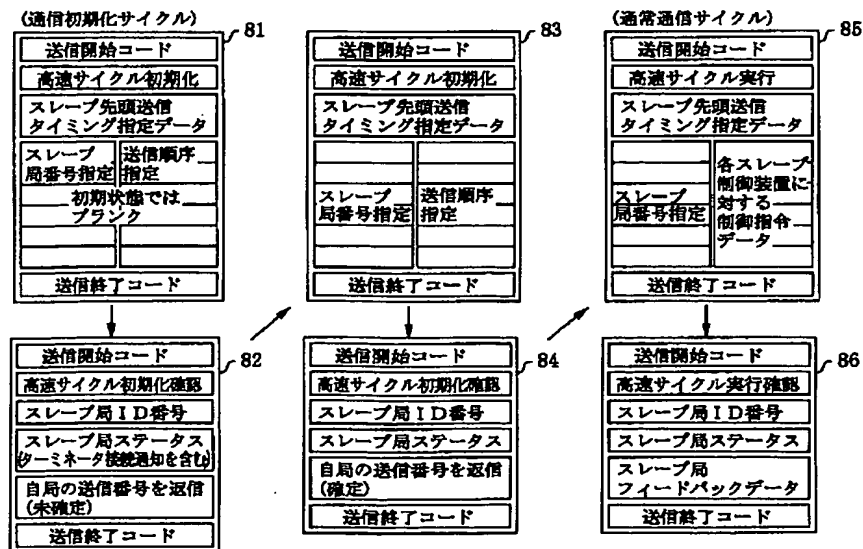 (通信初期化サイクル)
81
送信開始コード
高速サイクル初期化
スレーブ先頭送信
タイミング指定データ
スレーブ
局番号指定
送信順序
指定
初期状態では
ブランク
送信終了コード
82
送信開始コード
高速サイクル初期化確認
スレーブ局ID番号
スレーブ局ステータス
(ターミネータ接続通知を含む)
自局の送信番号を返信
(未確定)
送信終了コード
83
送信開始コード
高速サイクル初期化
スレーブ先頭送信
タイミング指定データ
スレーブ
局番号指定
送信順序
指定
送信終了コード
84
送信開始コード
高速サイクル初期化確認
スレーブ局ID番号
スレーブ局ステータス
自局の送信番号を返信
(確定)
送信終了コード
(通常通信サイクル)
85
送信開始コード
高速サイクル実行
スレーブ先頭送信
タイミング指定データ
スレーブ
局番号指定
各スレーブ
制御装置に
対する
制御指令
データ
送信終了コード
86
送信開始コード
高速サイクル実行確認
スレーブ局ID番号
スレーブ局ステータス
スレーブ局
フィードバックデータ
送信終了コード